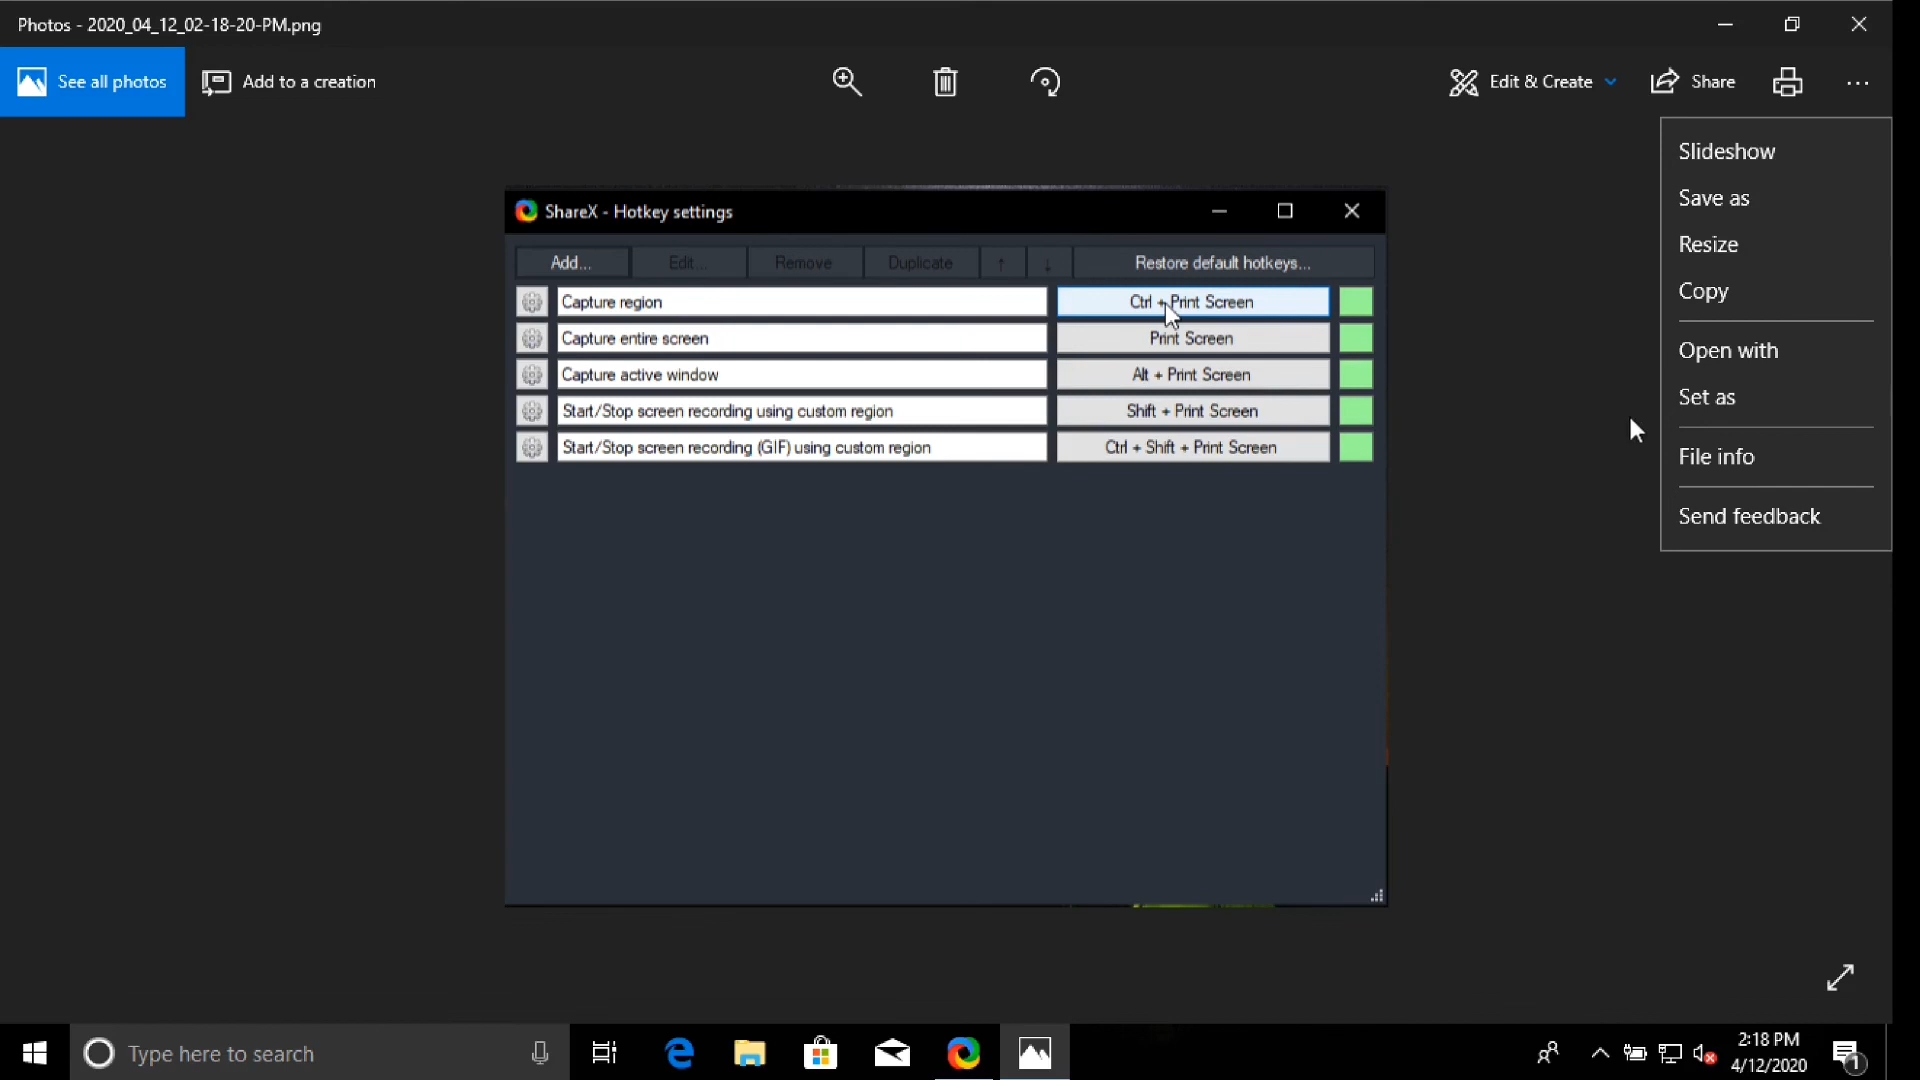 Photos - 2020_04_12_02-18-20-PM.png
See all photos
Add to a creation
Edit & Create
Share
Slideshow
Save as
Resize
Copy
Open with
Set as
File info
Send feedback
ShareX - Hotkey settings
Add...
Edit...
Remove
Duplicate
↑
↓
Restore default hotkeys...
Capture region
Ctrl + Print Screen
Capture entire screen
Print Screen
Capture active window
Alt + Print Screen
Start/Stop screen recording using custom region
Shift + Print Screen
Start/Stop screen recording (GIF) using custom region
Ctrl + Shift + Print Screen
Type here to search
2:18 PM
4/12/2020
1